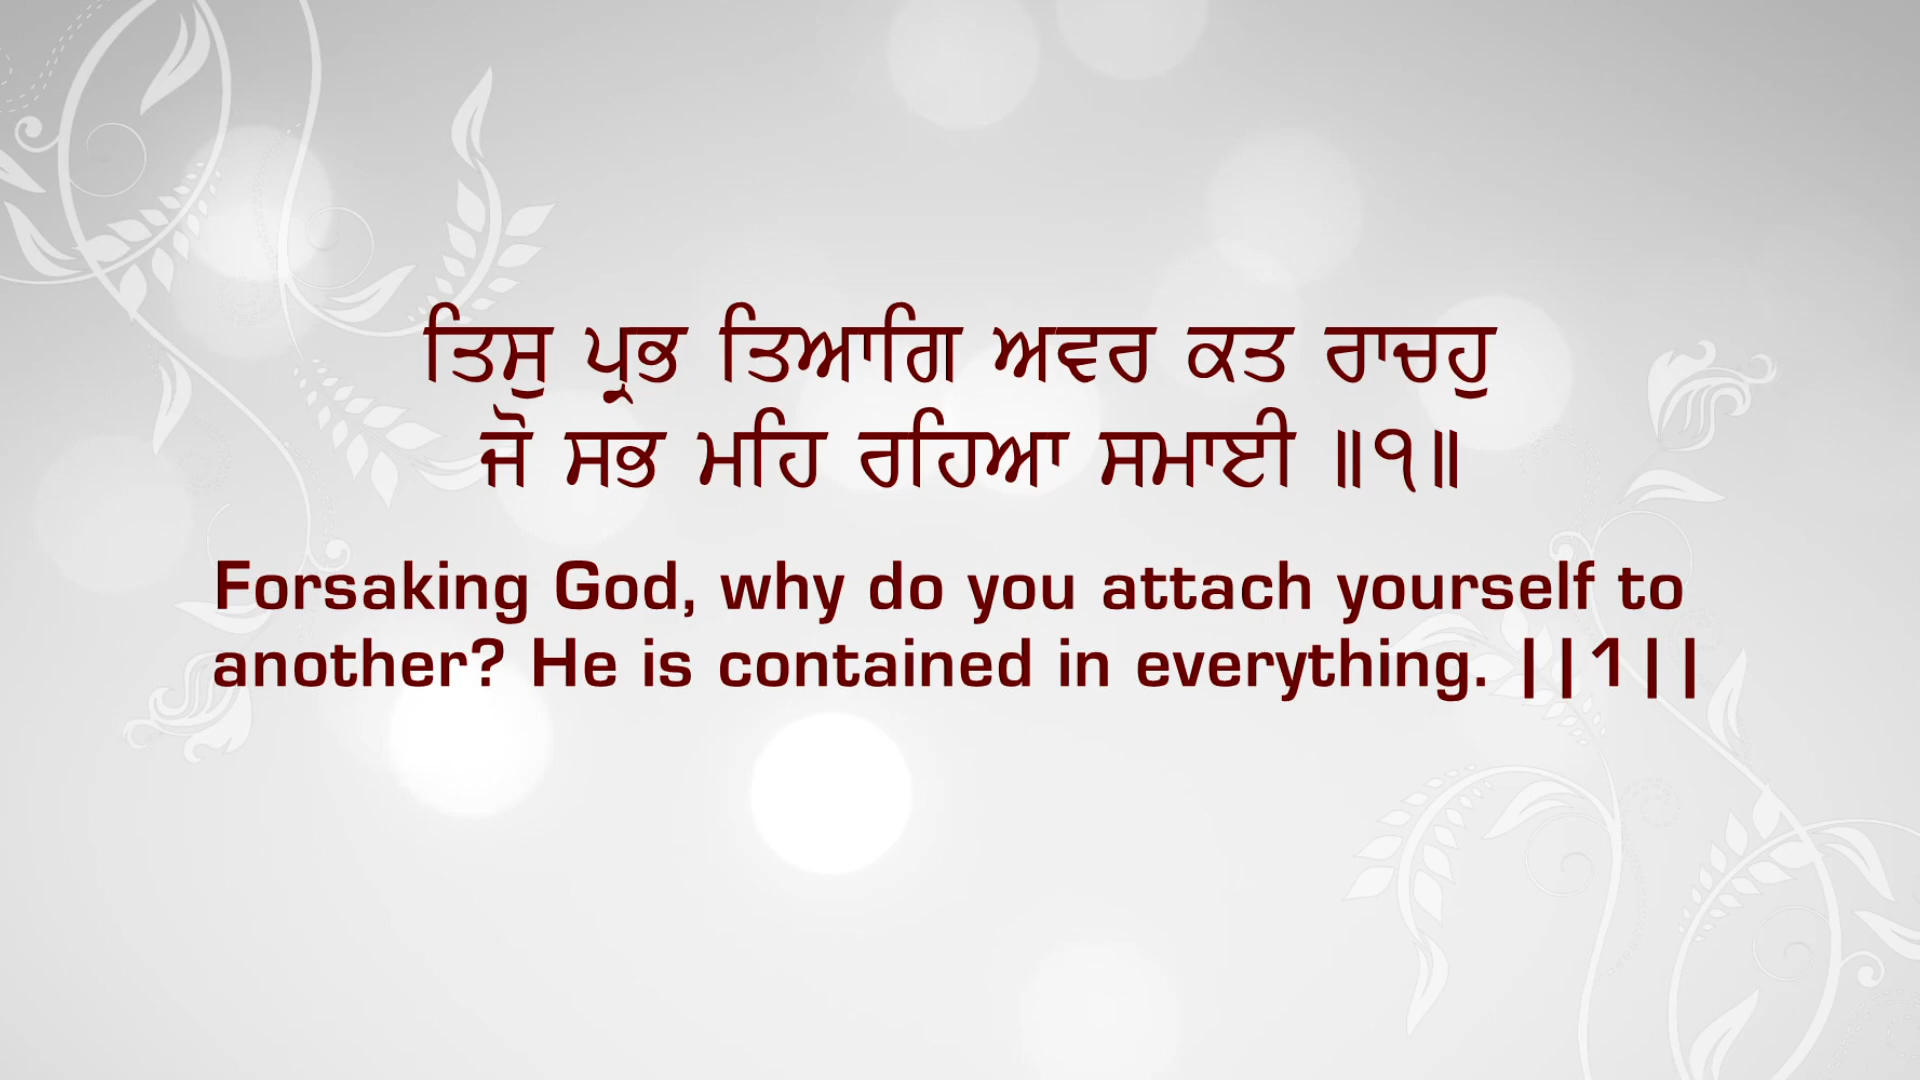 ਤਿਸੁ ਪ੍ਰਭ ਤਿਆਗਿ ਅਵਰ ਕਤ ਰਾਚਹੁ
ਜੋ ਸਭ ਮਹਿ ਰਹਿਆ ਸਮਾਈ ॥੧॥
Forsaking God, why do you attach yourself to
another? He is contained in everything. ||1||